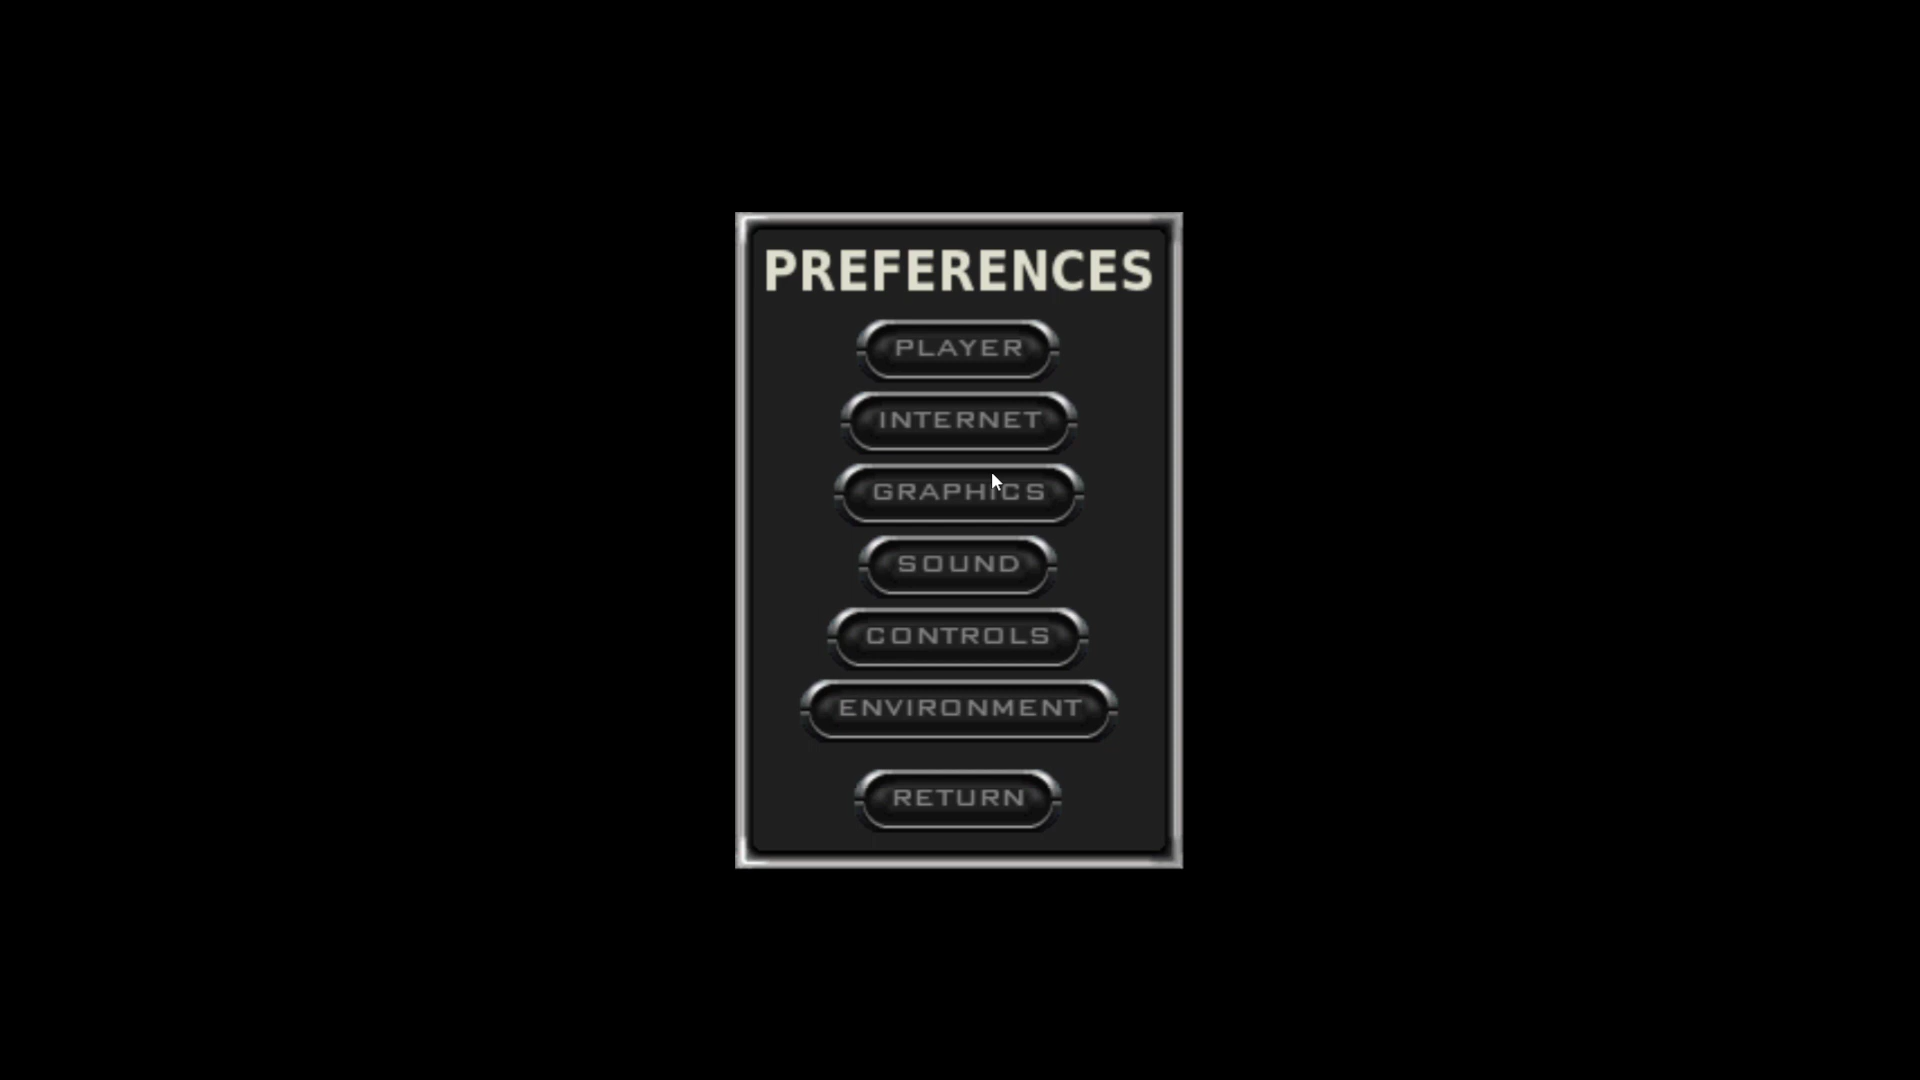 PREFERENCES
PLAYER
INTERNET
GRAPHICS
SOUND
CONTROLS
ENVIRONMENT
RETURN